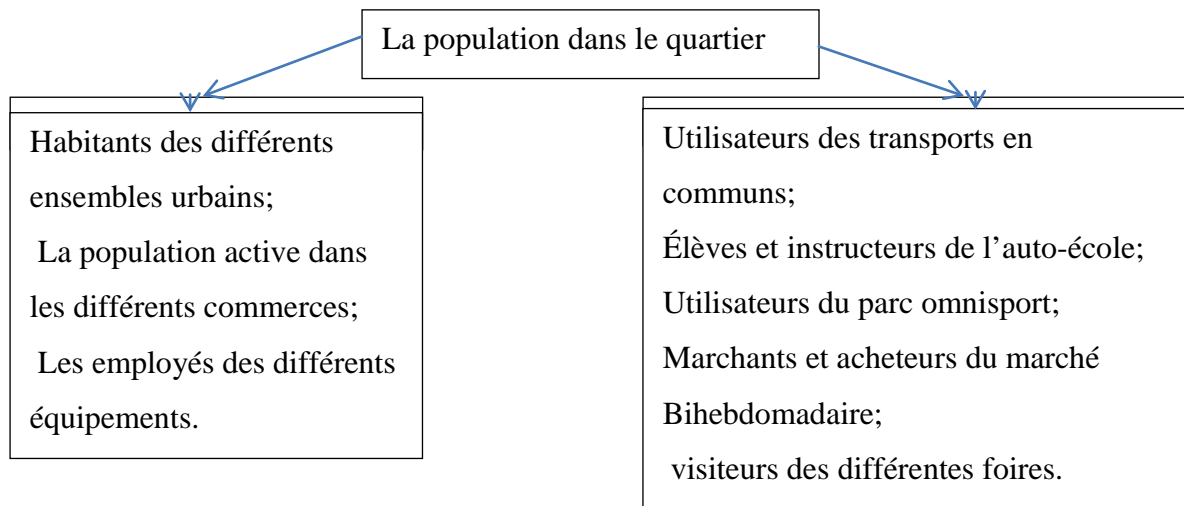 La population dans le quartier
Habitants des différents
ensembles urbains;
La population active dans
les différents commerces;
Les employés des différents
équipements.
Utilisateurs des transports en
communs;
Élèves et instructeurs de l’auto-école;
Utilisateurs du parc omnisport;
Marchants et acheteurs du marché
Bihebdomadaire;
visiteurs des différentes foires.